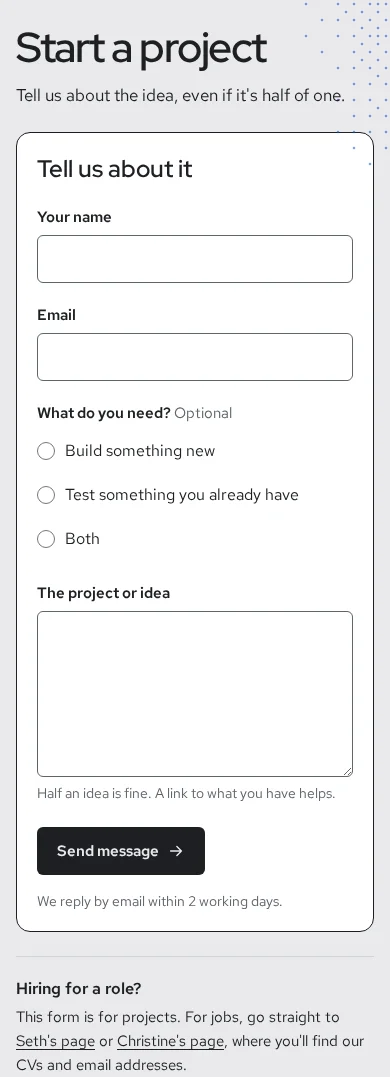 Start a project
Tell us about the idea, even if it's half of one.
Tell us about it
Your name
Email
What do you need? Optional
Build something new
Test something you already have
Both
The project or idea
Half an idea is fine. A link to what you have helps.
Send message →
We reply by email within 2 working days.
Hiring for a role?
This form is for projects. For jobs, go straight to
Seth's page or Christine's page, where you'll find our
CVs and email addresses.